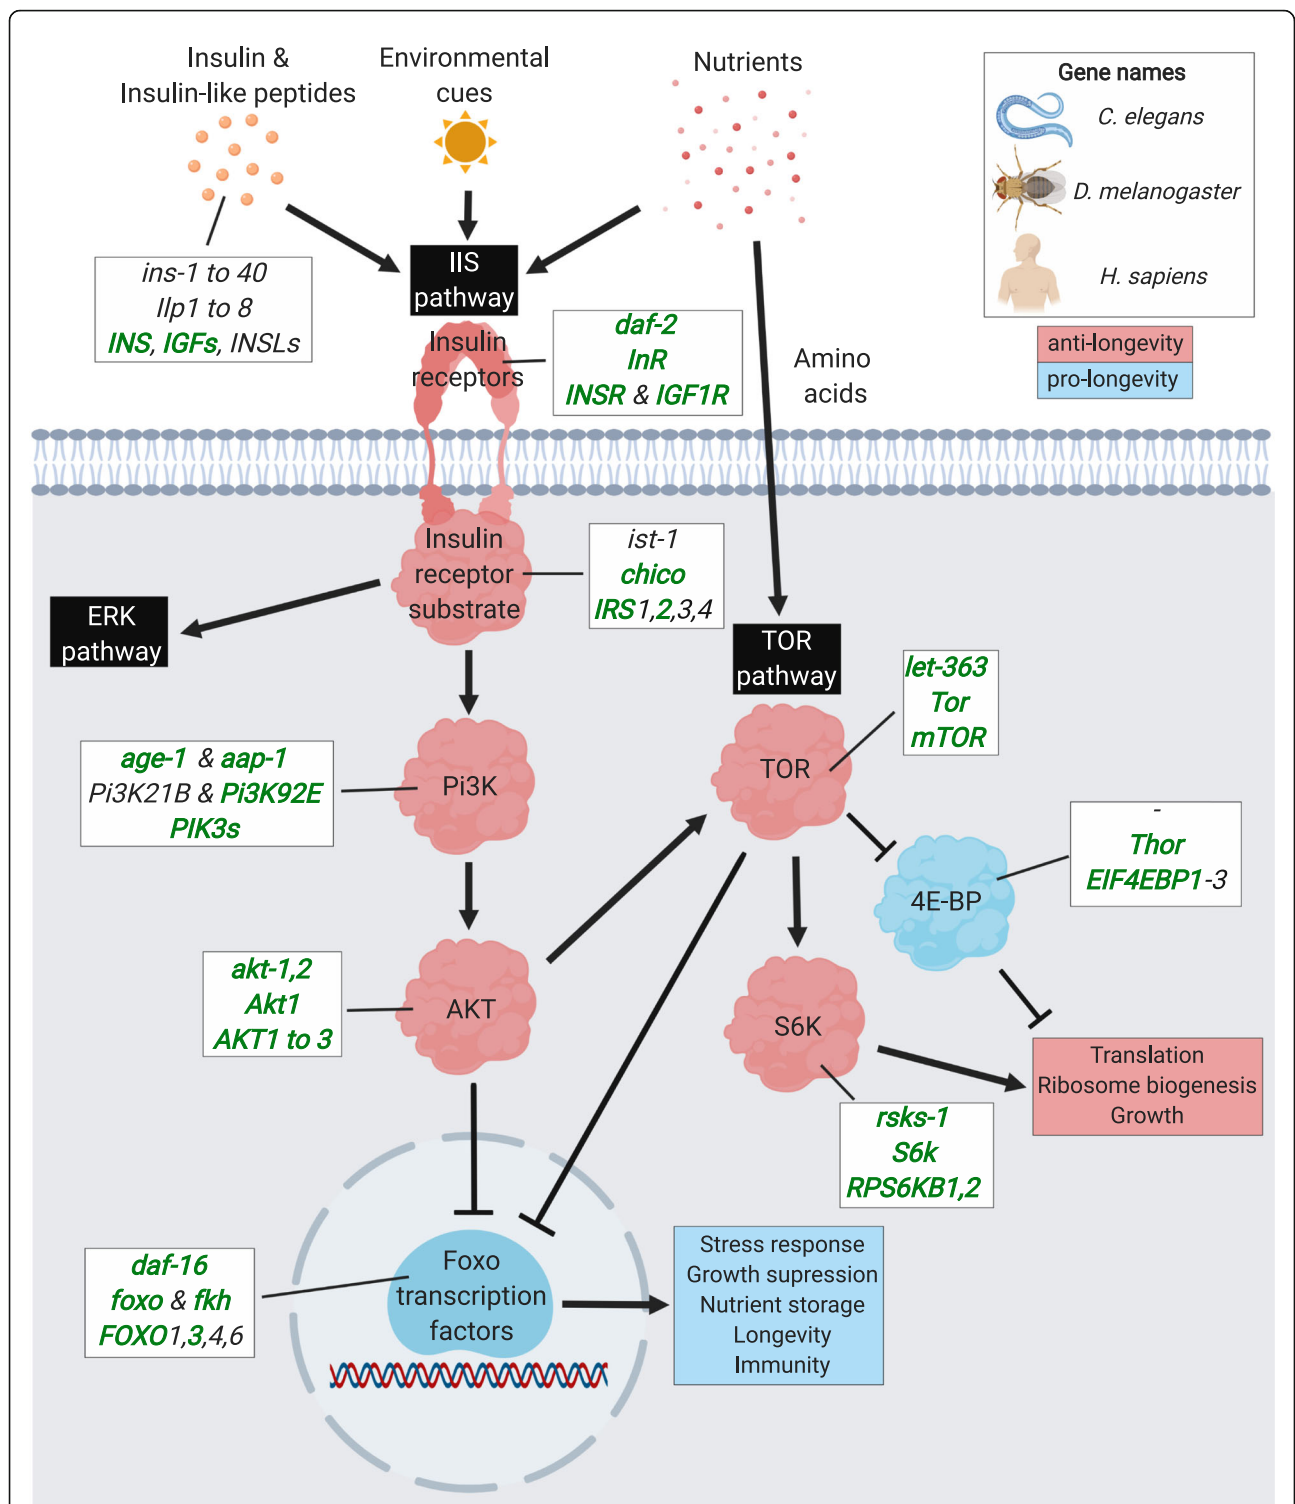 Insulin &
Insulin-like peptides
Environmental
cues
Nutrients
Gene names
C. elegans
D. melanogaster
H. sapiens
anti-longevity
pro-longevity
IIS
pathway
ins-1 to 40
Ilp1 to 8
INS, IGFs, INSLs
Insulin
receptors
daf-2
InR
INSR & IGF1R
Amino
acids
Insulin
receptor
substrate
ist-1
chico
IRS1,2,3,4
ERK
pathway
TOR
pathway
let-363
Tor
mTOR
TOR
age-1 & aap-1
Pi3K21B & Pi3K92E
PIK3s
Pi3K
-
Thor
EIF4EBP1-3
4E-BP
akt-1,2
Akt1
AKT1 to 3
AKT
S6K
Translation
Ribosome biogenesis
Growth
rsks-1
S6k
RPS6KB1,2
daf-16
foxo & fkh
FOXO1,3,4,6
Foxo
transcription
factors
Stress response
Growth supression
Nutrient storage
Longevity
Immunity